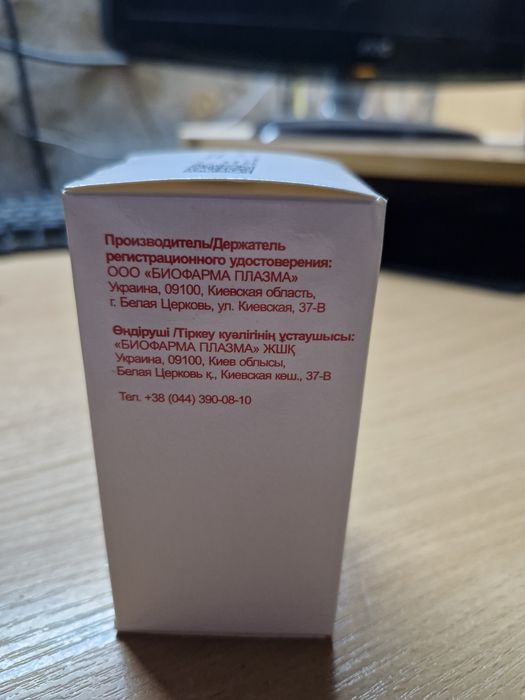 Производитель/Держатель
регистрационного удостоверения:
ООО «БИОФАРМА ПЛАЗМА»
Украина, 09100, Киевская область,
г. Белая Церковь, ул. Киевская, 37-В
Өндіруші /Тіркеу куәлігінің ұстаушысы:
«БИОФАРМА ПЛАЗМА» ЖШҚ
Украина, 09100, Киев облысы,
Белая Церковь қ., Киевская көш., 37-В
Тел. +38 (044) 390-08-10